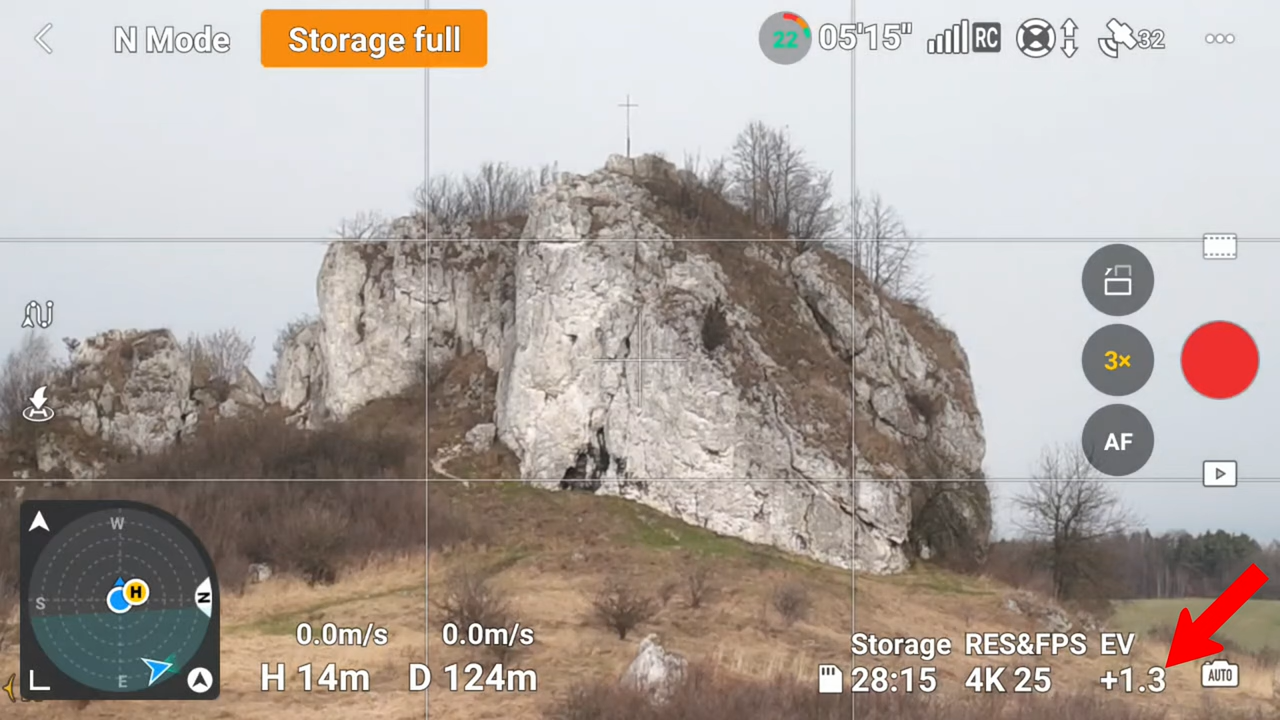 N Mode
Storage full
22
05'15"
RC
32
3×
AF
W
H
S
N
E
0.0m/s
0.0m/s
H 14m
D 124m
Storage
RES&FPS
EV
28:15
4K 25
+1.3
AUTO